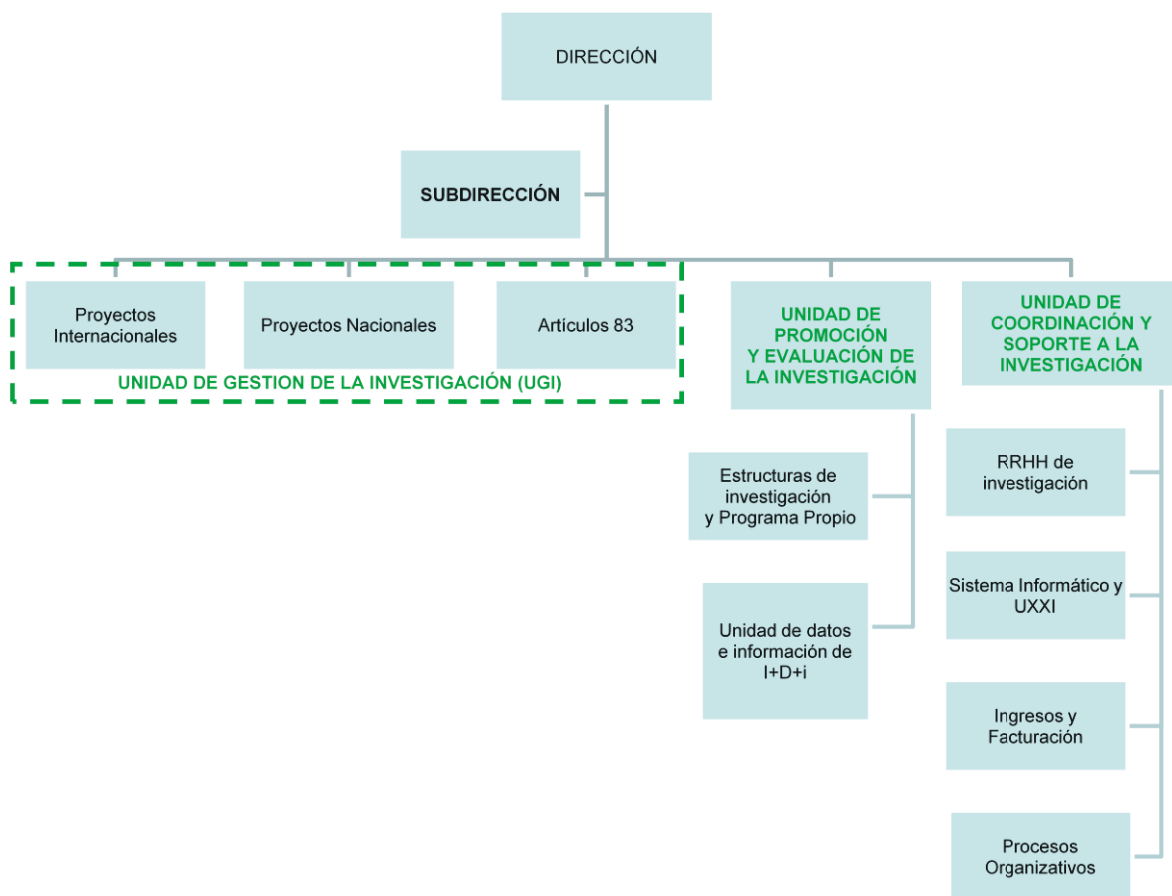 DIRECCIÓN
SUBDIRECCIÓN
Proyectos
Internacionales
Proyectos Nacionales
Artículos 83
UNIDAD DE GESTION DE LA INVESTIGACIÓN (UGI)
UNIDAD DE
PROMOCIÓN
Y EVALUACIÓN DE
LA INVESTIGACIÓN
UNIDAD DE
COORDINACIÓN Y
SOPORTE A LA
INVESTIGACIÓN
Estructuras de
investigación
y Programa Propio
Unidad de datos
e información de
I+D+i
RRHH de
investigación
Sistema Informático y
UXXI
Ingresos y
Facturación
Procesos
Organizativos